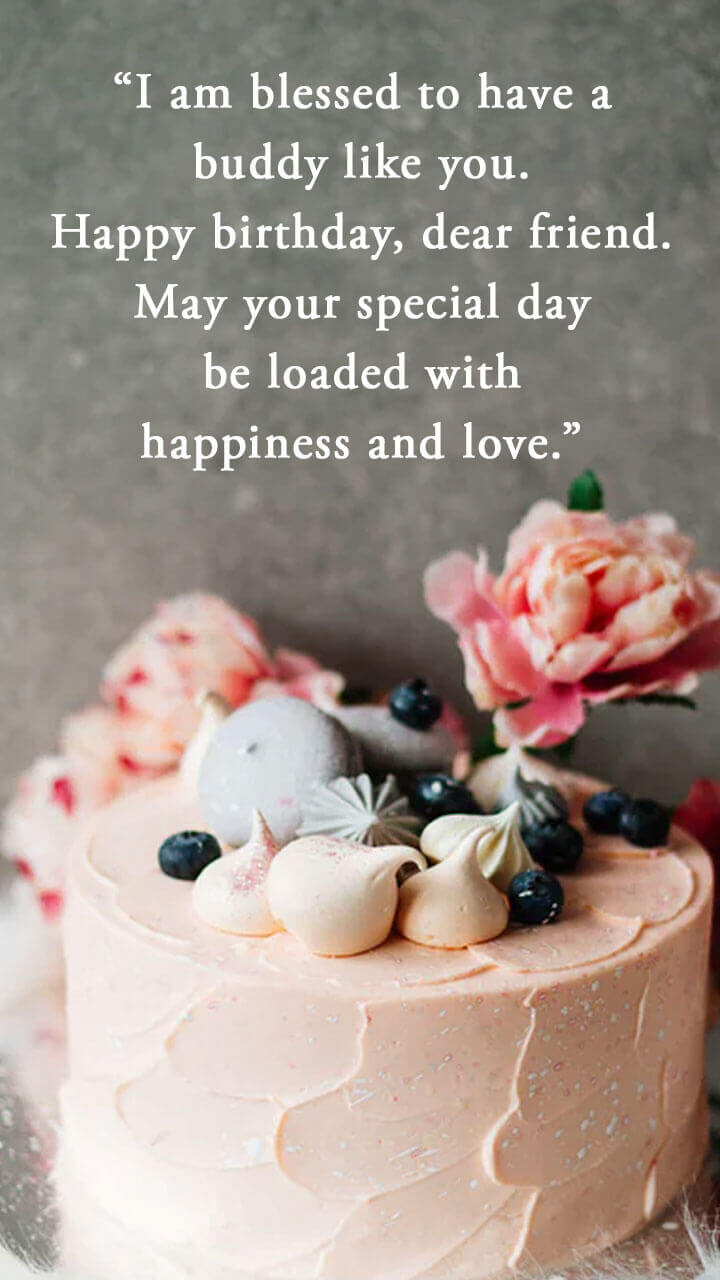 “I am blessed to have a
buddy like you.
Happy birthday, dear friend.
May your special day
be loaded with
happiness and love.”